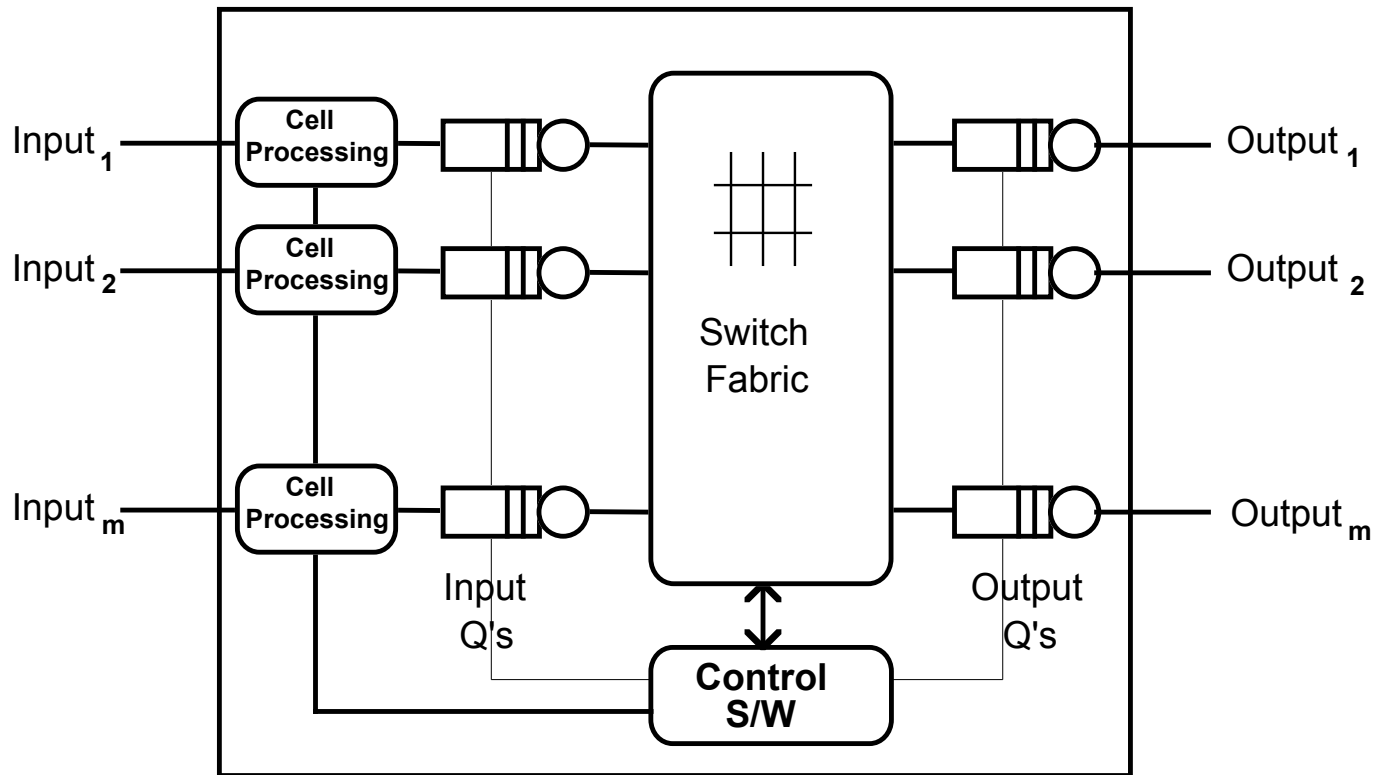 Input 1
Cell
Processing
Output 1
Input 2
Cell
Processing
Output 2
Switch
Fabric
Input m
Cell
Processing
Output m
Input
Q's
Output
Q's
Control
S/W